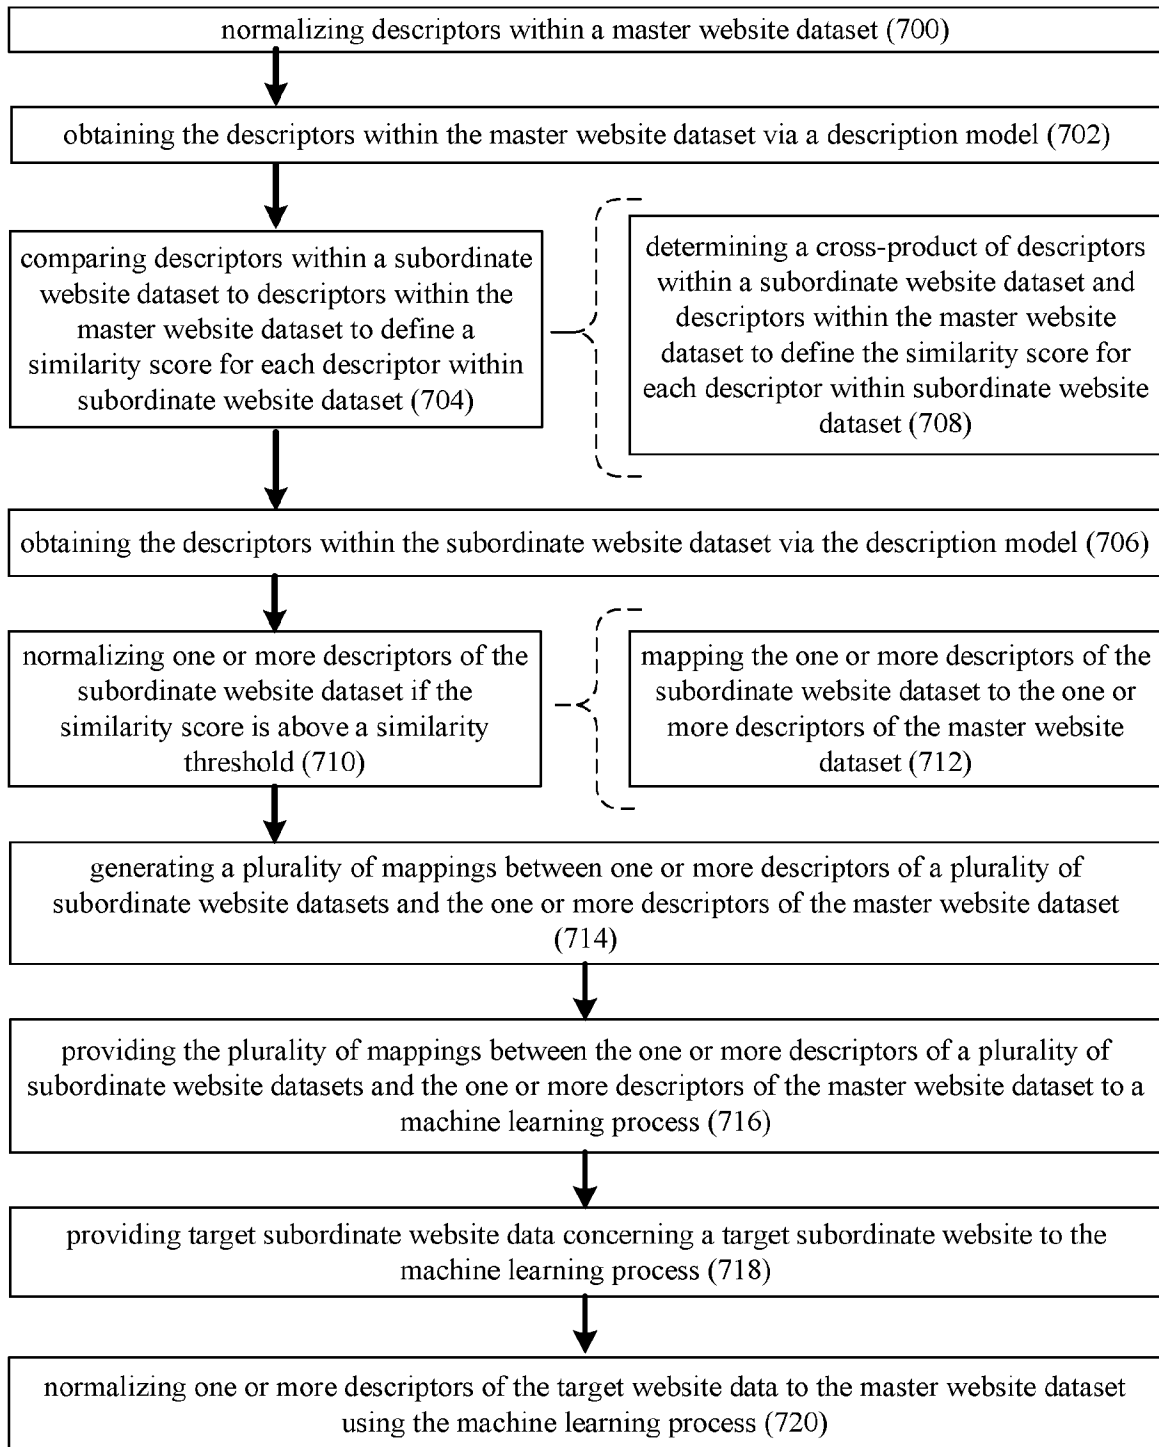 normalizing descriptors within a master website dataset (700)
obtaining the descriptors within the master website dataset via a description model (702)
comparing descriptors within a subordinate
website dataset to descriptors within the
master website dataset to define a
similarity score for each descriptor within
subordinate website dataset (704)
determining a cross-product of descriptors
within a subordinate website dataset and
descriptors within the master website
dataset to define the similarity score for
each descriptor within subordinate website
dataset (708)
obtaining the descriptors within the subordinate website dataset via the description model (706)
normalizing one or more descriptors of the
subordinate website dataset if the
similarity score is above a similarity
threshold (710)
mapping the one or more descriptors of the
subordinate website dataset to the one or
more descriptors of the master website
dataset (712)
generating a plurality of mappings between one or more descriptors of a plurality of
subordinate website datasets and the one or more descriptors of the master website dataset
(714)
providing the plurality of mappings between the one or more descriptors of a plurality of
subordinate website datasets and the one or more descriptors of the master website dataset to a
machine learning process (716)
providing target subordinate website data concerning a target subordinate website to the
machine learning process (718)
normalizing one or more descriptors of the target website data to the master website dataset
using the machine learning process (720)